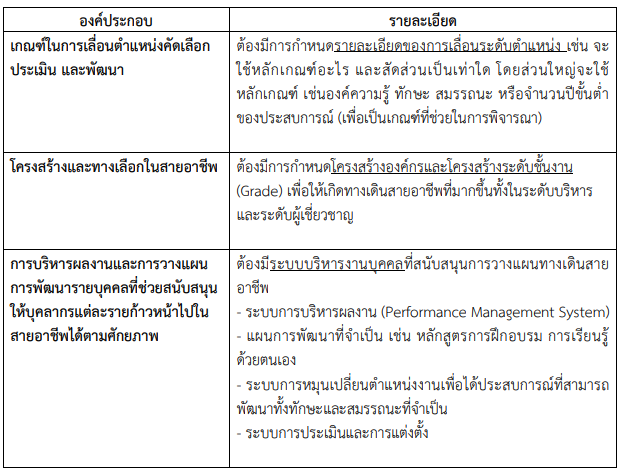 องค์ประกอบ
รายละเอียด
เกณฑ์ในการเลื่อนตำแหน่งคัดเลือก
ประเมิน และพัฒนา
ต้องมีการกำหนดรายละเอียดของการเลื่อนระดับตำแหน่ง เช่น จะ
ใช้หลักเกณฑ์อะไร และสัดส่วนเป็นเท่าใด โดยส่วนใหญ่จะใช้
หลักเกณฑ์ เช่นองค์ความรู้ ทักษะ สมรรถนะ หรือจำนวนปีขั้นต่ำ
ของประสบการณ์ (เพื่อเป็นเกณฑ์ที่ช่วยในการพิจารณา)
โครงสร้างและทางเลือกในสายอาชีพ
ต้องมีการกำหนดโครงสร้างองค์กรและโครงสร้างระดับชั้นงาน
(Grade) เพื่อให้เกิดทางเดินสายอาชีพที่มากขึ้นทั้งในระดับบริหาร
และระดับผู้เชี่ยวชาญ
การบริหารผลงานและการวางแผน
การพัฒนารายบุคคลที่ช่วยสนับสนุน
ให้บุคลากรแต่ละรายก้าวหน้าไปใน
สายอาชีพได้ตามศักยภาพ
ต้องมีระบบบริหารงานบุคคลที่สนับสนุนการวางแผนทางเดินสาย
อาชีพ
- ระบบการบริหารผลงาน (Performance Management System)
- แผนการพัฒนาที่จำเป็น เช่น หลักสูตรการฝึกอบรม การเรียนรู้
ด้วยตนเอง
- ระบบการหมุนเปลี่ยนตำแหน่งงานเพื่อได้ประสบการณ์ที่สามารถ
พัฒนาทั้งทักษะและสมรรถนะที่จำเป็น
- ระบบการประเมินและการแต่งตั้ง